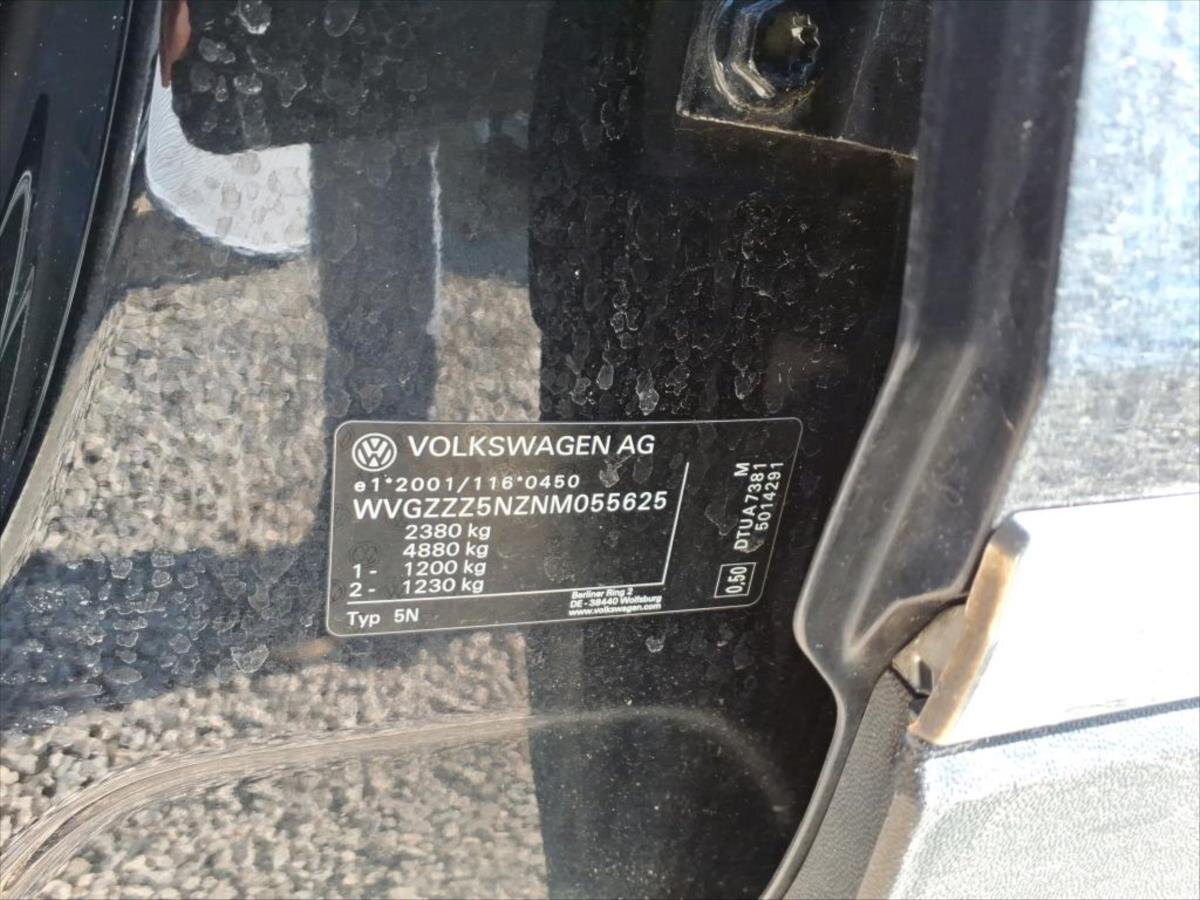 VOLKSWAGEN AG
e1*2001/116*0450
WVGZZZ5NZNM055625
2380 kg
4880 kg
1- 1200 kg
2- 1230 kg
Typ 5N
Berliner Ring 2
DE - 38440 Wolfsburg
www.volkswagen.com
0,50
M
DTUA7381
5014291